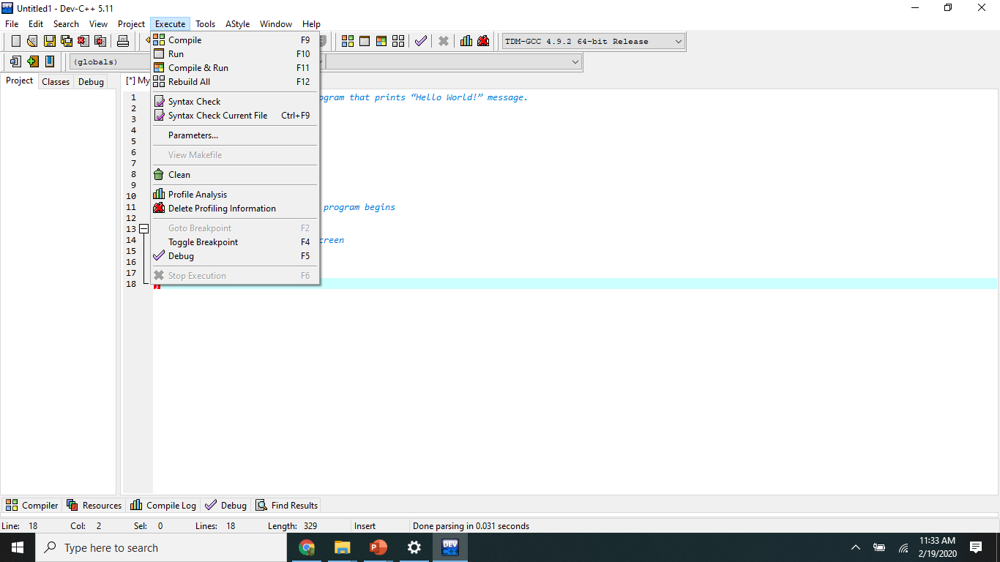 Untitled1 - Dev-C++ 5.11
File Edit Search View Project Execute Tools AStyle Window Help
TDM-GCC 4.9.2 64-bit Release
(globals)
Project Classes Debug
[*] My
Compile F9
Run F10
Compile & Run F11
Rebuild All F12
Syntax Check
Syntax Check Current File Ctrl+F9
Parameters...
View Makefile
Clean
Profile Analysis
Delete Profiling Information
Goto Breakpoint F2
Toggle Breakpoint F4
Debug F5
Stop Execution F6
1 ogram that prints “Hello World!” message.
2
3
4
5
6
7
8
9
10
11 program begins
12
13
14 creen
15
16
17
18
Compiler Resources Compile Log Debug Find Results
Line: 18 Col: 2 Sel: 0 Lines: 18 Length: 329 Insert Done parsing in 0.031 seconds
Type here to search
DEV
11:33 AM
2/19/2020